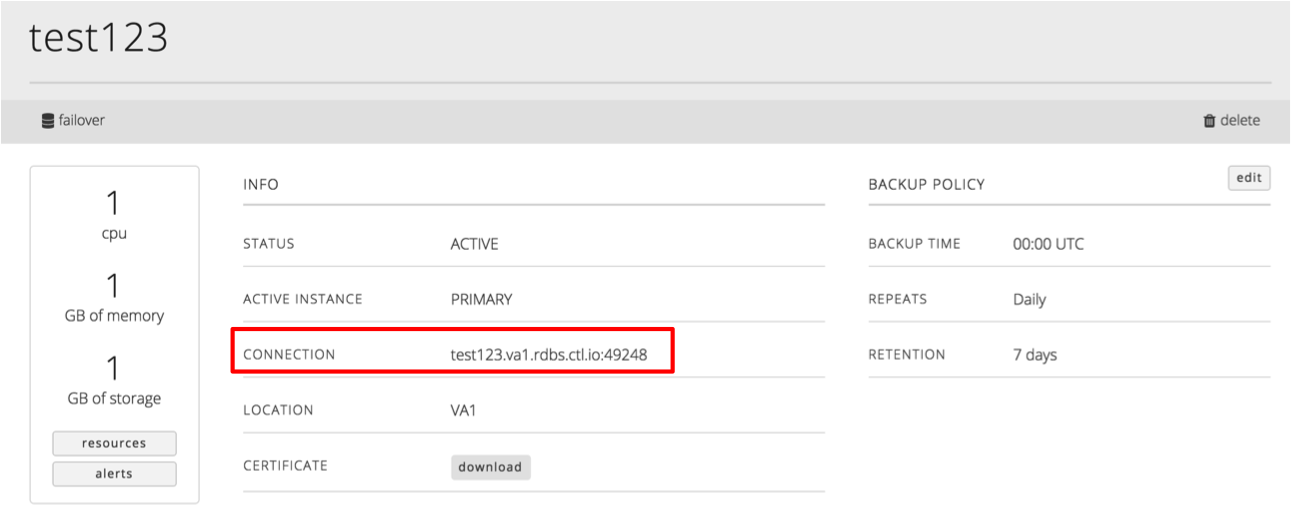 test123
failover
delete
1
cpu
1
GB of memory
1
GB of storage
resources
alerts
INFO
STATUS ACTIVE
ACTIVE INSTANCE PRIMARY
CONNECTION test123.va1.rdbs.ctl.io:49248
LOCATION VA1
CERTIFICATE download
BACKUP POLICY edit
BACKUP TIME 00:00 UTC
REPEATS Daily
RETENTION 7 days